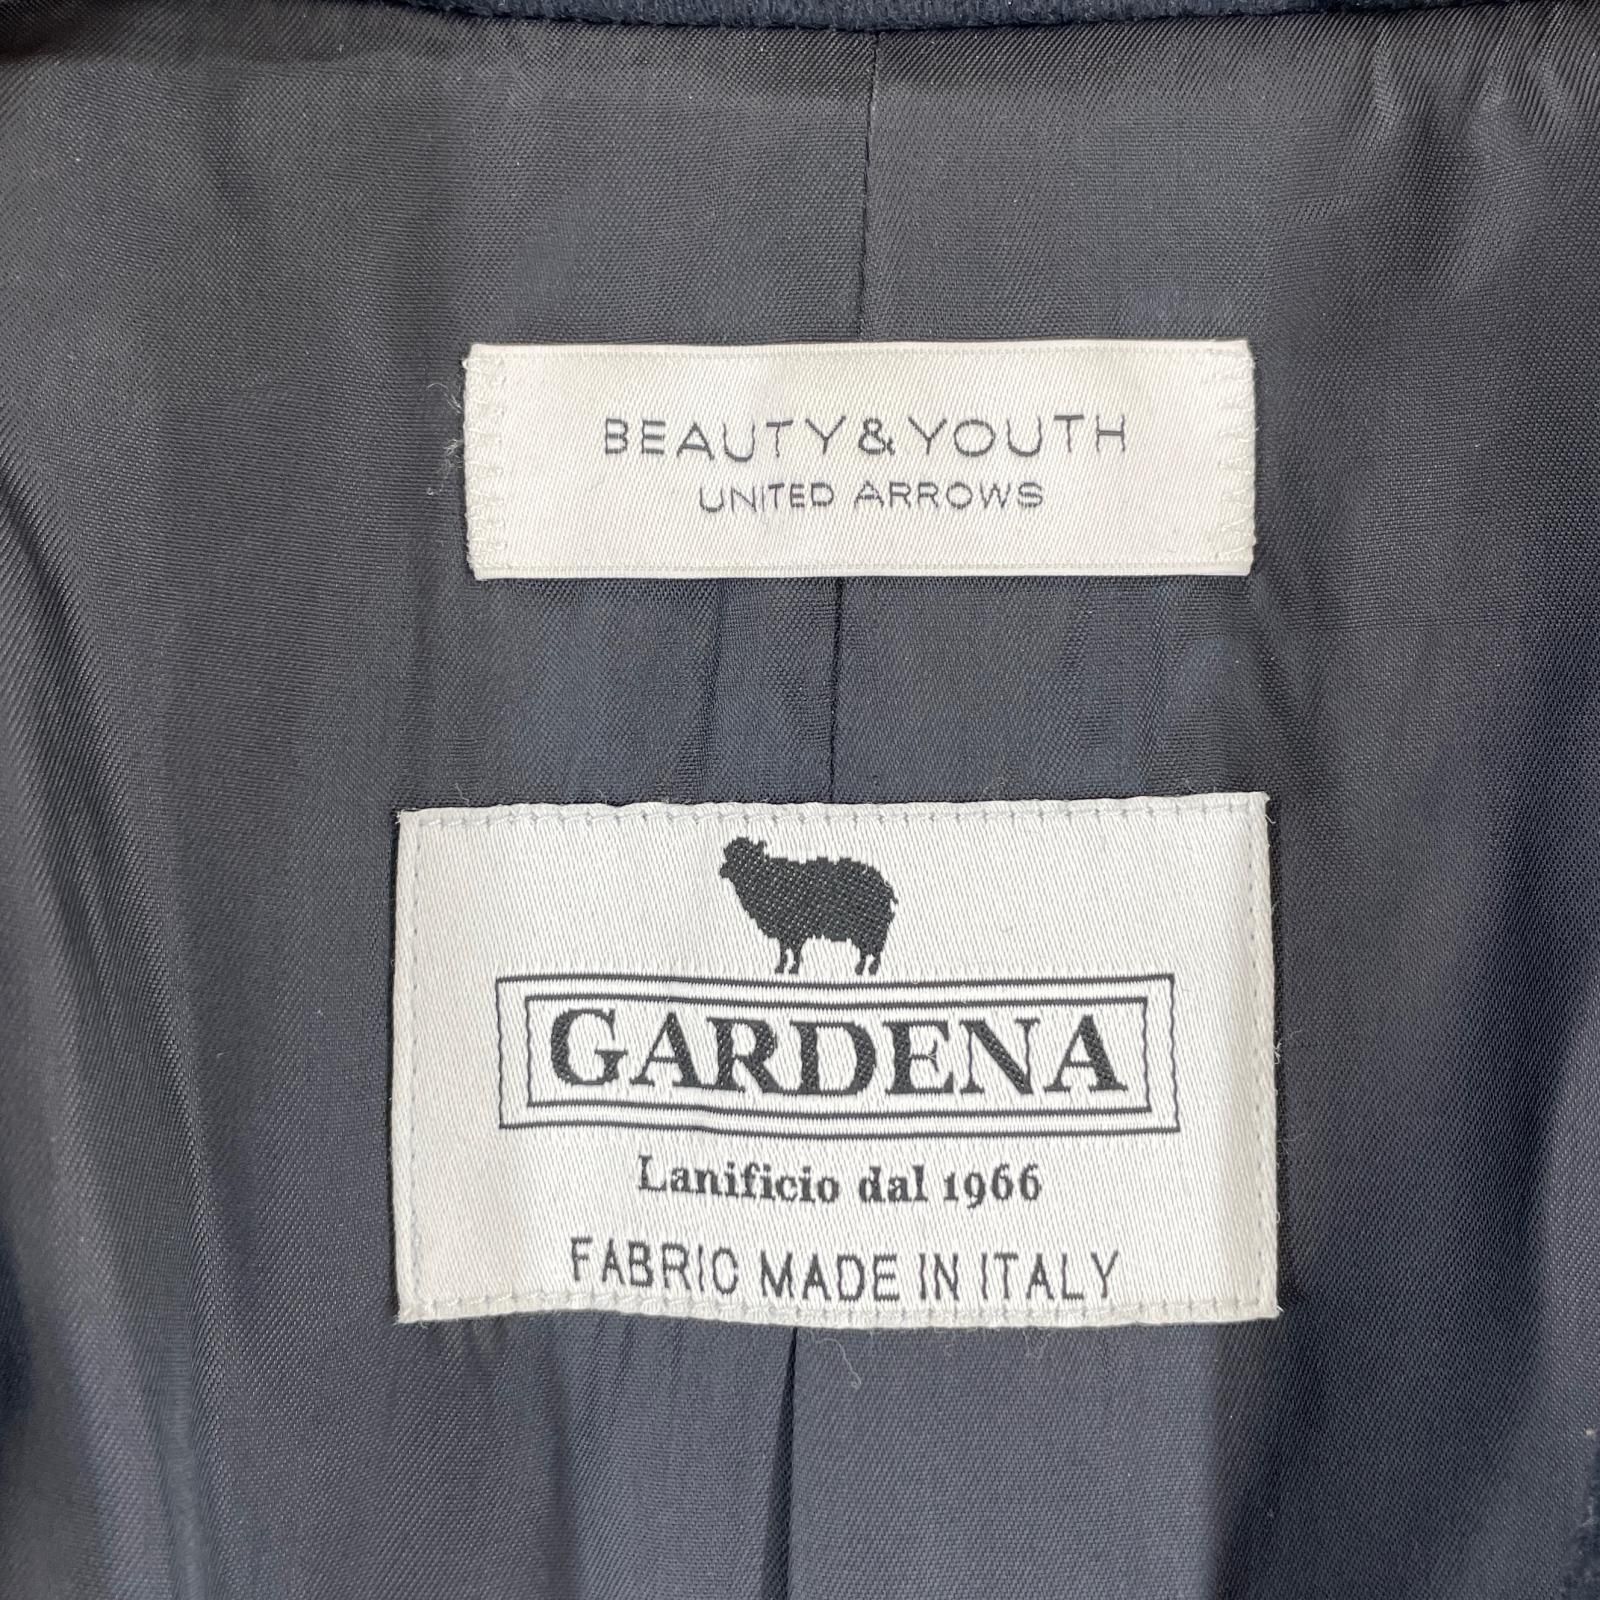 BEAUTY&YOUTH
UNITED ARROWS
GARDENA
Lanificio dal 1966
FABRIC MADE IN ITALY